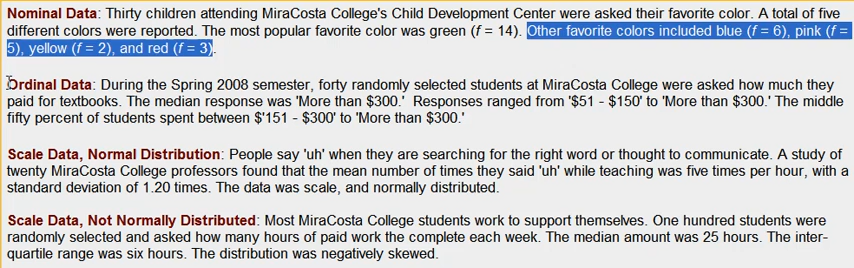 Nominal Data: Thirty children attending MiraCosta College's Child Development Center were asked their favorite color. A total of five
different colors were reported. The most popular favorite color was green (f = 14). Other favorite colors included blue (f = 6), pink (f =
5), yellow (f = 2), and red (f = 3).
Ordinal Data: During the Spring 2008 semester, forty randomly selected students at MiraCosta College were asked how much they
paid for textbooks. The median response was 'More than $300.' Responses ranged from '$51 - $150' to 'More than $300.' The middle
fifty percent of students spent between $'151 - $300' to 'More than $300.'
Scale Data, Normal Distribution: People say 'uh' when they are searching for the right word or thought to communicate. A study of
twenty MiraCosta College professors found that the mean number of times they said 'uh' while teaching was five times per hour, with a
standard deviation of 1.20 times. The data was scale, and normally distributed.
Scale Data, Not Normally Distributed: Most MiraCosta College students work to support themselves. One hundred students were
randomly selected and asked how many hours of paid work the complete each week. The median amount was 25 hours. The inter-
quartile range was six hours. The distribution was negatively skewed.